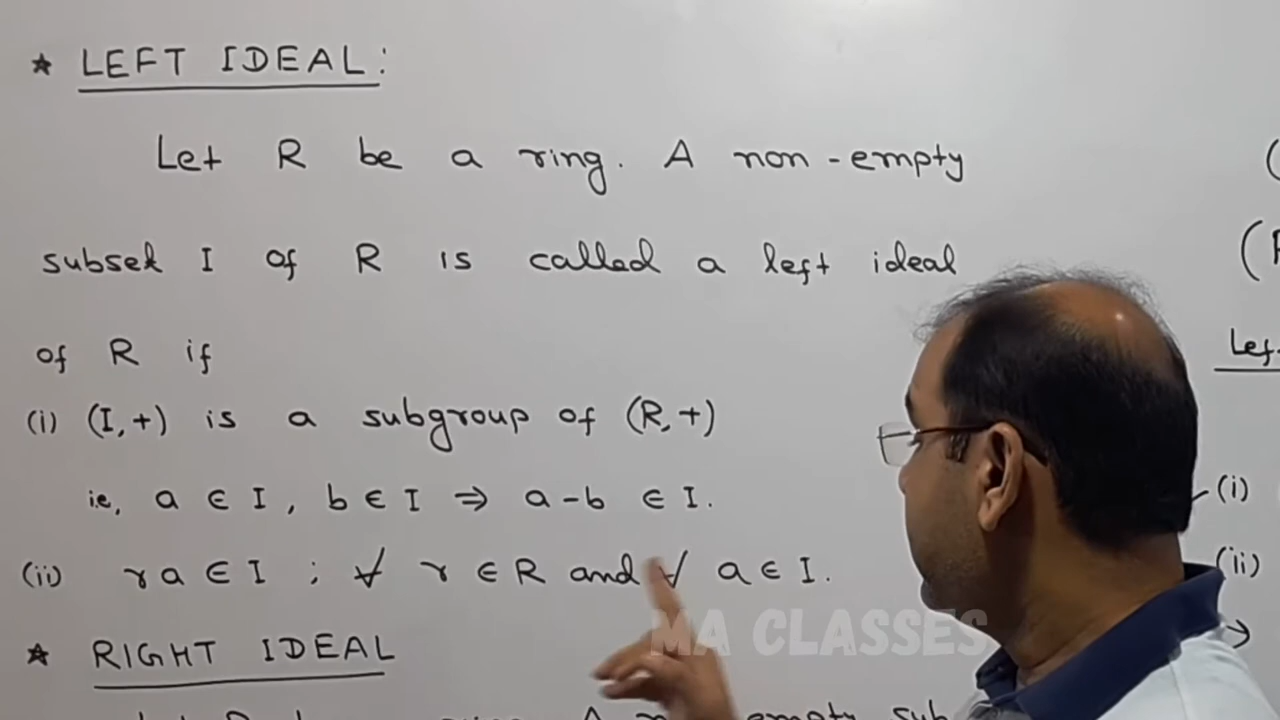 ★ LEFT IDEAL:
Let R be a ring. A non-empty
subset I of R is called a left ideal
of R if
(i) (I,+) is a subgroup of (R,+)
i.e, a ∈ I, b ∈ I ⇒ a-b ∈ I.
(ii) ra ∈ I ; ∀ r ∈ R and ∀ a ∈ I.
★ RIGHT IDEAL
MA CLASSES
(i)
(ii)
→